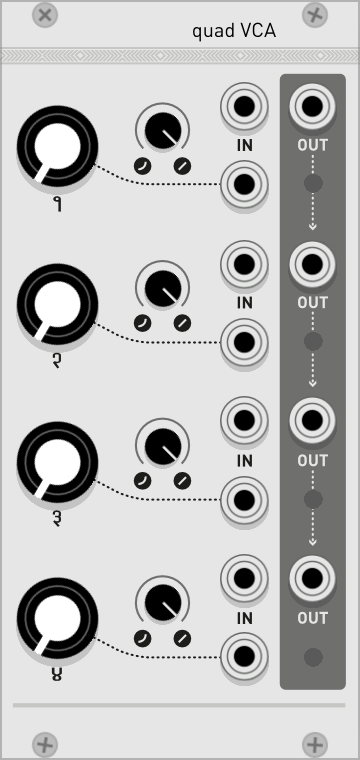 quad VCA
IN OUT
१
IN OUT
२
IN OUT
३
IN OUT
४